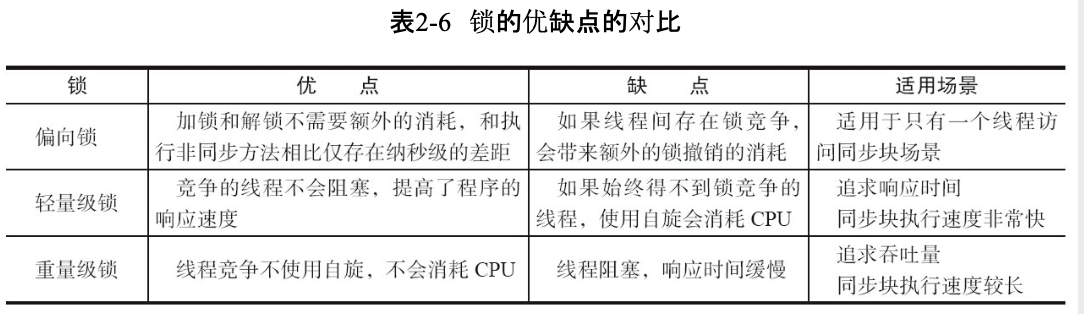 表2-6 锁的优缺点的对比
锁 优 点 缺 点 适用场景
偏向锁
加锁和解锁不需要额外的消耗，和执
行非同步方法相比仅存在纳秒级的差距
如果线程间存在锁竞争，
会带来额外的锁撤销的消耗
适用于只有一个线程访
问同步块场景
轻量级锁
竞争的线程不会阻塞，提高了程序的
响应速度
如果始终得不到锁竞争的
线程，使用自旋会消耗 CPU
追求响应时间
同步块执行速度非常快
重量级锁
线程竞争不使用自旋，不会消耗 CPU
线程阻塞，响应时间缓慢
追求吞吐量
同步块执行速度较长